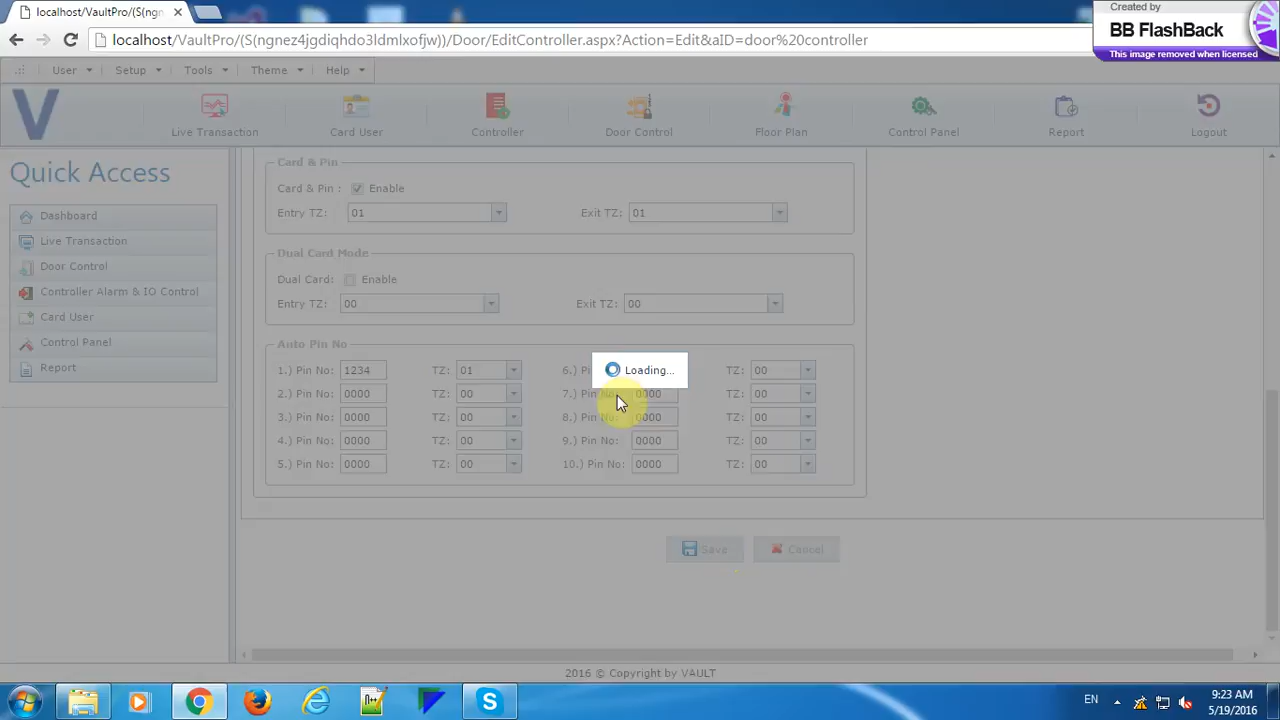 localhost/VaultPro/(S(ngn
Created by
BB FlashBack
This image removed when licensed
localhost/VaultPro/(S(ngnez4jgdiqhdo3ldmnubfjw))/Door/EditController.aspx?Action=Edit&aID=door%20controller
User Setup Tools Theme Help
V
Live Transaction Card User Controller Door Control Floor Plan Control Panel Report Logout
Quick Access
Dashboard
Live Transaction
Door Control
Controller Alarm & IO Control
Card User
Control Panel
Report
Card & Pin
Card & Pin : Enable
Entry TZ: 01 Exit TZ: 01
Dual Card Mode
Dual Card: Enable
Entry TZ: 00 Exit TZ: 00
Auto Pin No
1.) Pin No: 1234 TZ: 01 6.) Pi Loading... TZ: 00
2.) Pin No: 0000 TZ: 00 7.) Pin No: 0000 TZ: 00
3.) Pin No: 0000 TZ: 00 8.) Pin No: 0000 TZ: 00
4.) Pin No: 0000 TZ: 00 9.) Pin No: 0000 TZ: 00
5.) Pin No: 0000 TZ: 00 10.) Pin No: 0000 TZ: 00
Save Cancel
2016 © Copyright by VAULT
EN
9:23 AM
5/19/2016